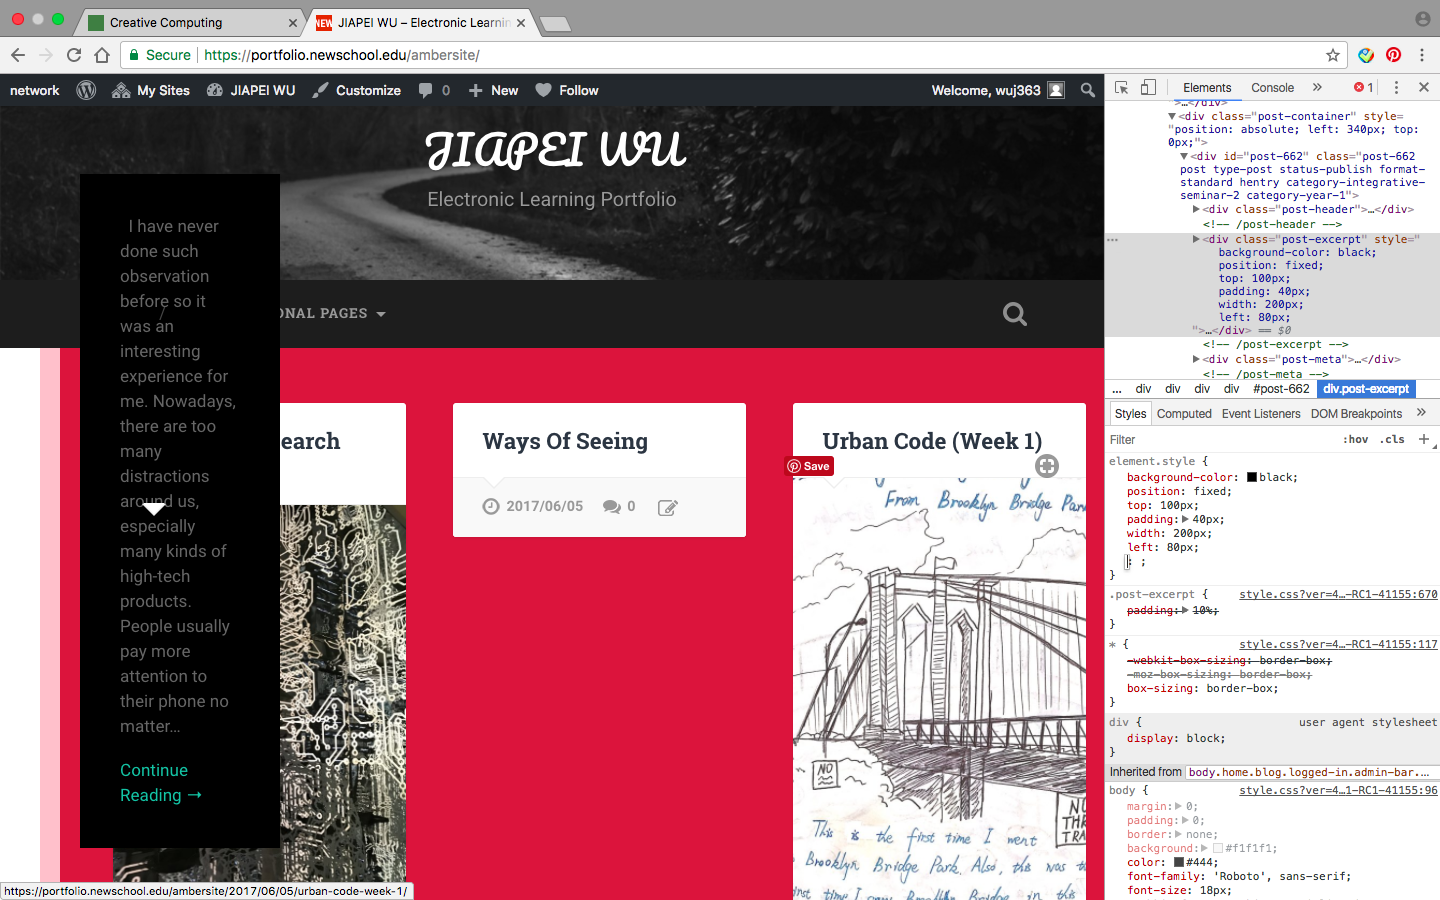 Creative Computing
NEW JIAPEI WU – Electronic Learnin
Secure https://portfolio.newschool.edu/ambersite/
network My Sites JIAPEI WU Customize 0 New Follow Welcome, wuj363
JIAPEI WU
Electronic Learning Portfolio
ONAL PAGES
I have never
done such
observation
before so it
was an
interesting
experience for
me. Nowadays,
there are too
many
distractions
around us,
especially
many kinds of
high-tech
products.
People usually
pay more
attention to
their phone no
matter...
Continue
Reading →
earch
Ways Of Seeing
2017/06/05 0
Urban Code (Week 1)
Save
From Brooklyn Bridge Par
NO
NO
THR
TRA
This is the first time I went
Brooklyn Bridge Park. Also, this was t
https://portfolio.newschool.edu/ambersite/2017/06/05/urban-code-week-1/
Elements Console » 1
>…</div>
▼<div class="post-container" style=
"position: absolute; left: 340px; top:
0px;">
▼<div id="post-662" class="post-662
post type-post status-publish format-
standard hentry category-integrative-
seminar-2 category-year-1">
▶<div class="post-header">…</div>
<!-- /post-header -->
… ▶<div class="post-excerpt" style="
background-color: black;
position: fixed;
top: 100px;
padding: 40px;
width: 200px;
left: 80px;
">…</div> == $0
<!-- /post-excerpt -->
▶<div class="post-meta">…</div>
<!-- /post-meta -->
... div div div div #post-662 div.post-excerpt
Styles Computed Event Listeners DOM Breakpoints »
Filter :hov .cls +
element.style {
background-color: black;
position: fixed;
top: 100px;
padding:▶40px;
width: 200px;
left: 80px;
: ;
}
.post-excerpt { style.css?ver=4…-RC1-41155:670
padding:▶10%;
}
* { style.css?ver=4…-RC1-41155:117
-webkit-box-sizing: border-box;
-moz-box-sizing: border-box;
box-sizing: border-box;
}
div { user agent stylesheet
display: block;
}
Inherited from body.home.blog.logged-in.admin-bar.…
body { style.css?ver=4…1-RC1-41155:96
margin:▶0;
padding:▶0;
border:▶none;
background:▶#f1f1f1;
color: #444;
font-family: 'Roboto', sans-serif;
font-size: 18px;